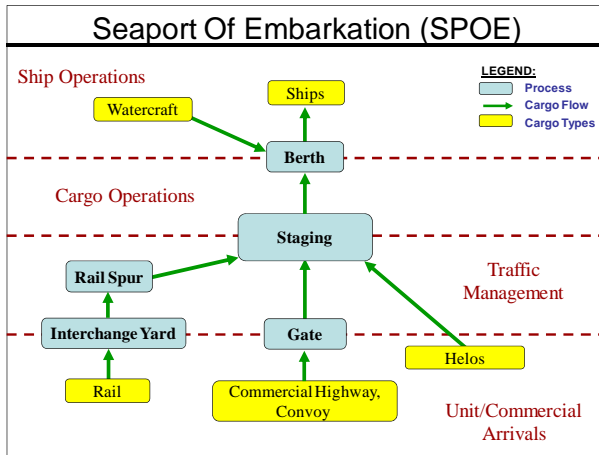 Seaport Of Embarkation (SPOE)
Ship Operations
LEGEND:
Process
Cargo Flow
Cargo Types
Ships
Watercraft
Berth
Cargo Operations
Staging
Rail Spur
Traffic
Management
Interchange Yard
Gate
Helos
Rail
Commercial Highway,
Convoy
Unit/Commercial
Arrivals